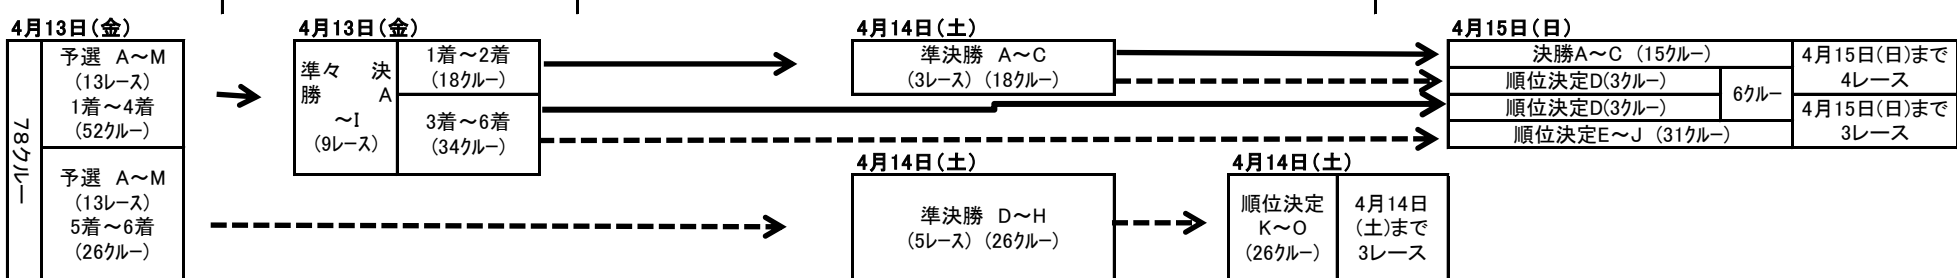 4月13日(金)
78クルー
予選 A～M
(13レース)
1着～4着
(52クルー)
予選 A～M
(13レース)
5着～6着
(26クルー)
4月13日(金)
準々 決
勝 A
～I
(9レース)
1着～2着
(18クルー)
3着～6着
(34クルー)
4月14日(土)
準決勝 A～C
(3レース) (18クルー)
4月14日(土)
準決勝 D～H
(5レース) (26クルー)
4月14日(土)
順位決定
K～O
(26クルー)
4月14日
(土)まで
3レース
4月15日(日)
決勝A～C (15クルー)
順位決定D(3クルー)
順位決定D(3クルー)
6クルー
順位決定E～J (31クルー)
4月15日(日)まで
4レース
4月15日(日)まで
3レース